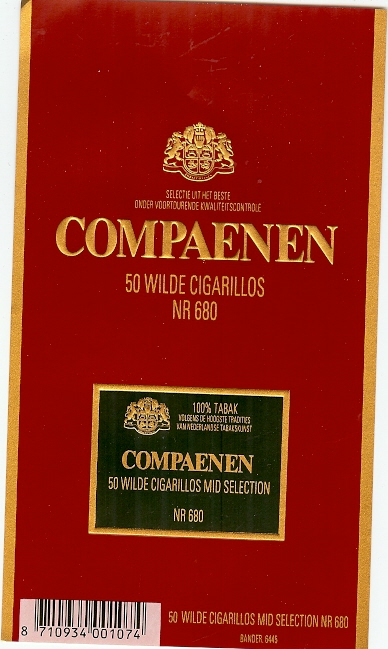 SELECTIE UIT HET BESTE
ONDER VOORTDURENDE KWALITEITSCONTROLE
COMPAENEN
50 WILDE CIGARILLOS
NR 680
100% TABAK
VOLGENS DE HOOGSTE TRADITIES
VAN NEDERLANDSE TABAKSKUNST
COMPAENEN
50 WILDE CIGARILLOS MID SELECTION
NR 680
8 710934 001074
50 WILDE CIGARILLOS MID SELECTION NR 680
BANDER. 6445